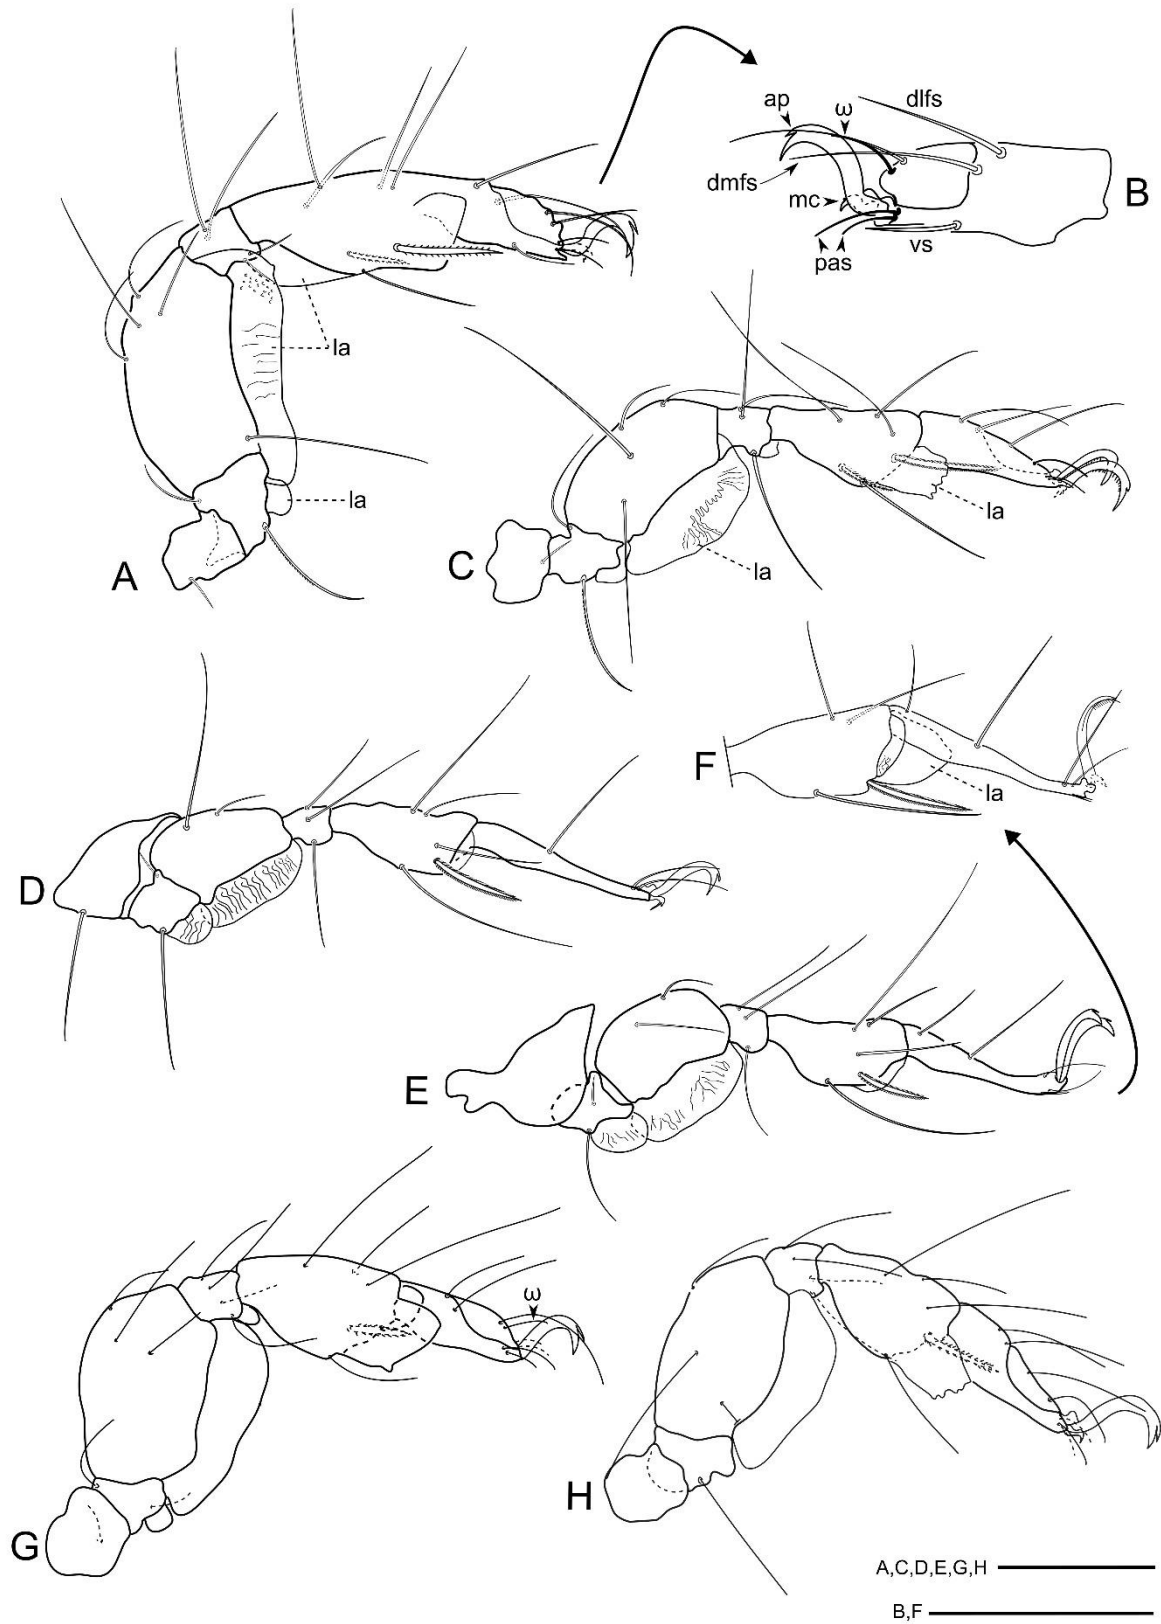 ap
ω
dlfs
dmfs
mc
B
vs
pas
la
la
A
C
la
la
F
la
D
E
ω
G
H
A,C,D,E,G,H
B,F